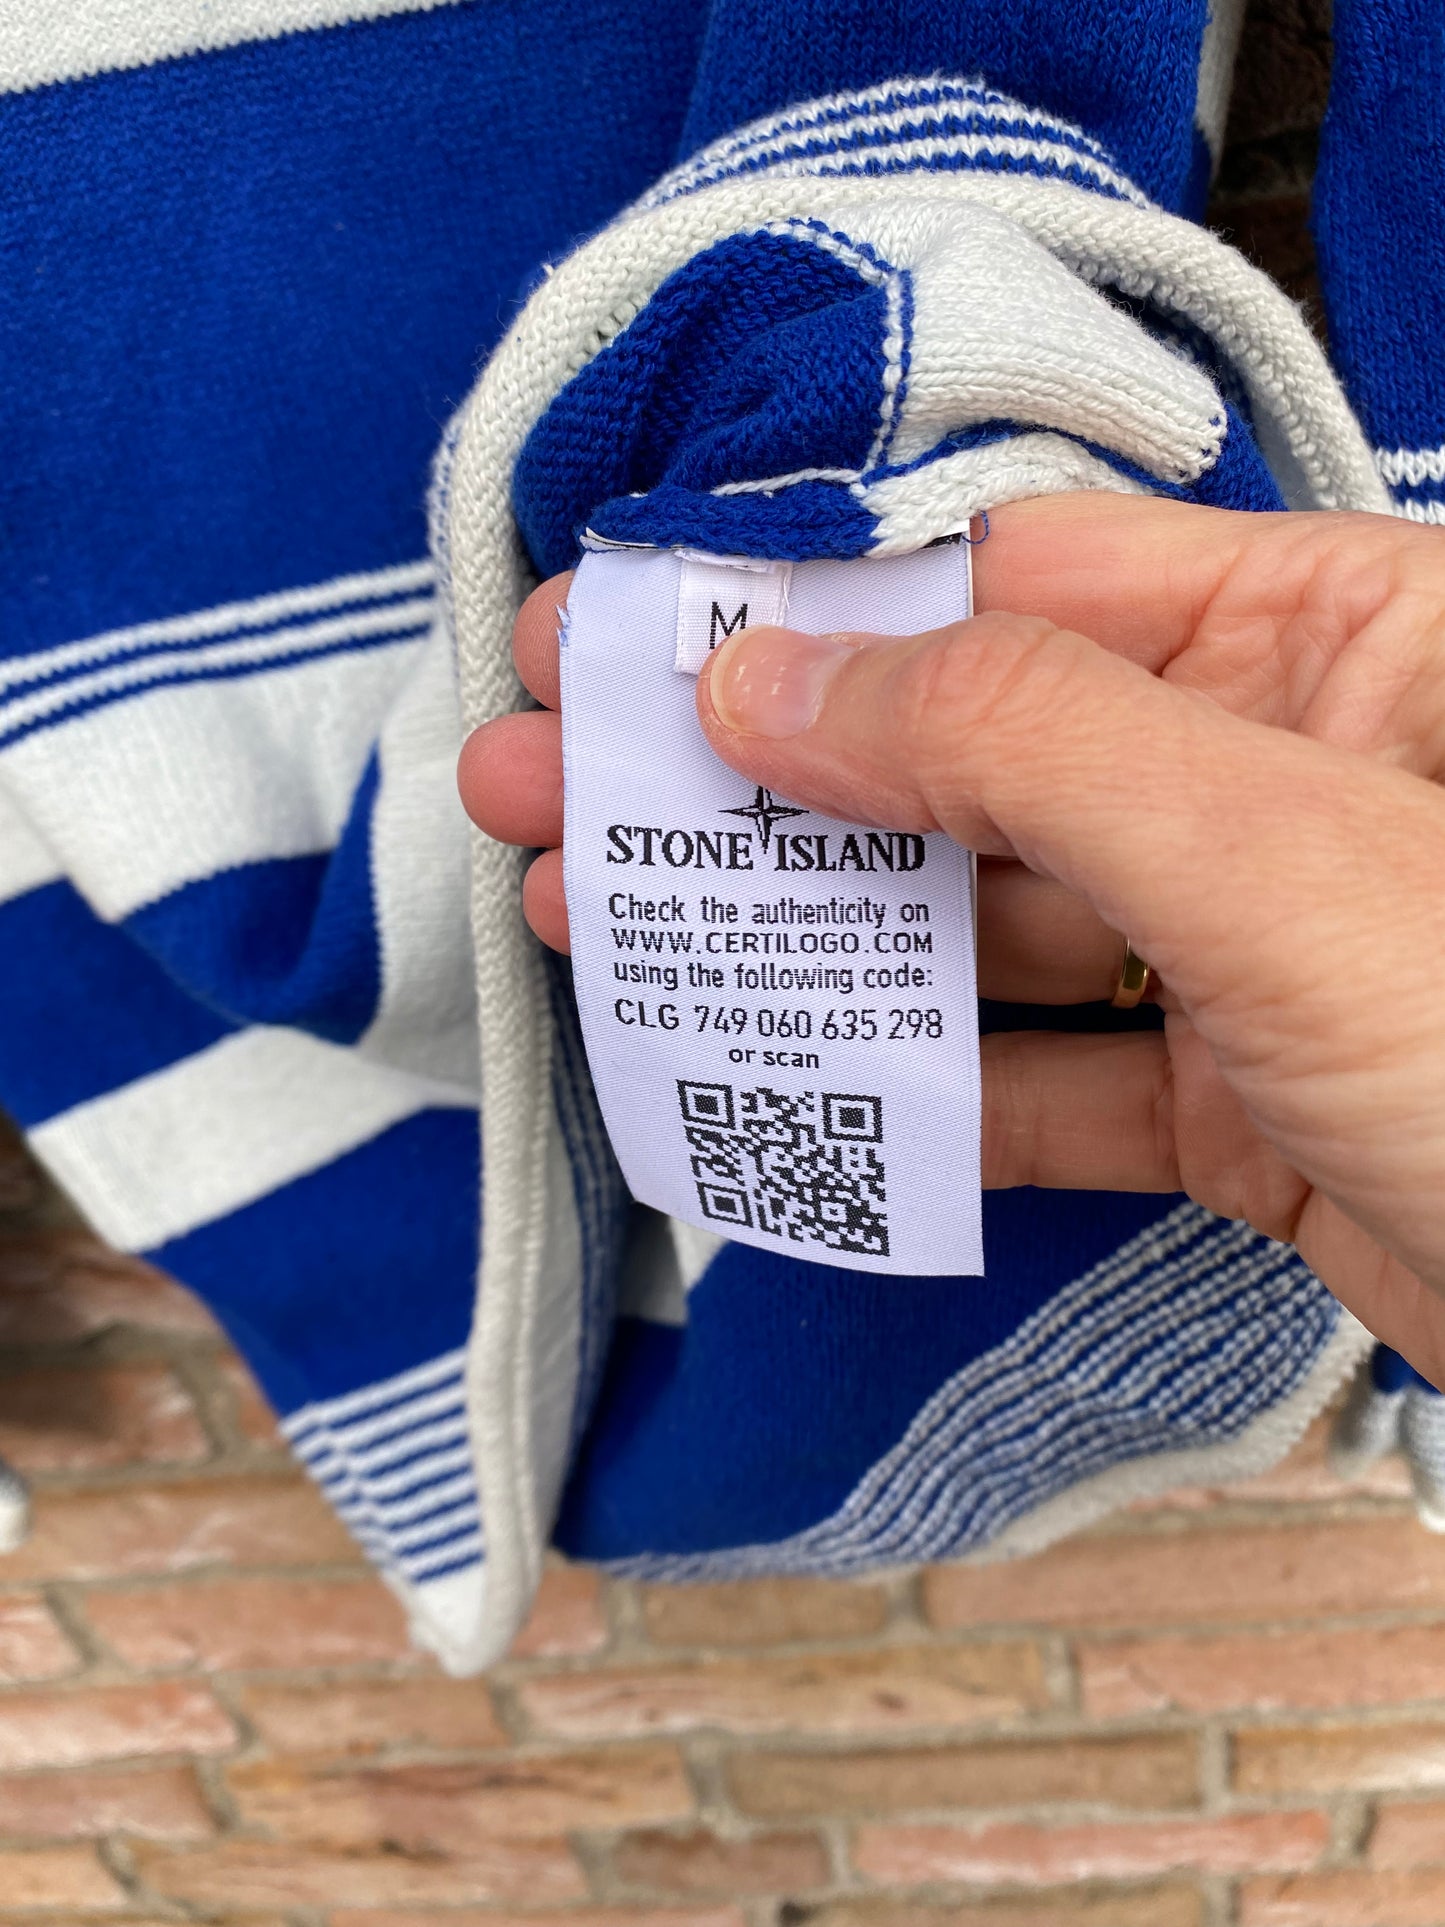 M
STONE ISLAND
Check the authenticity on
WWW.CERTILOGO.COM
using the following code:
CLG 749 060 635 298
or scan